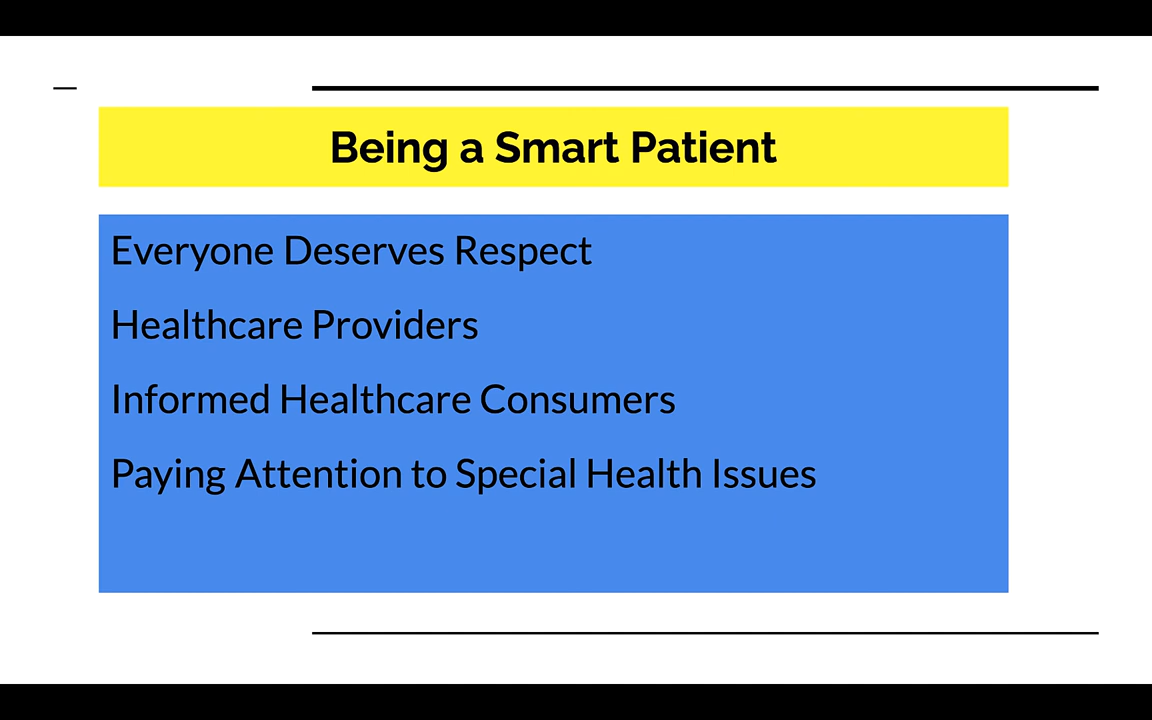 Being a Smart Patient
Everyone Deserves Respect
Healthcare Providers
Informed Healthcare Consumers
Paying Attention to Special Health Issues